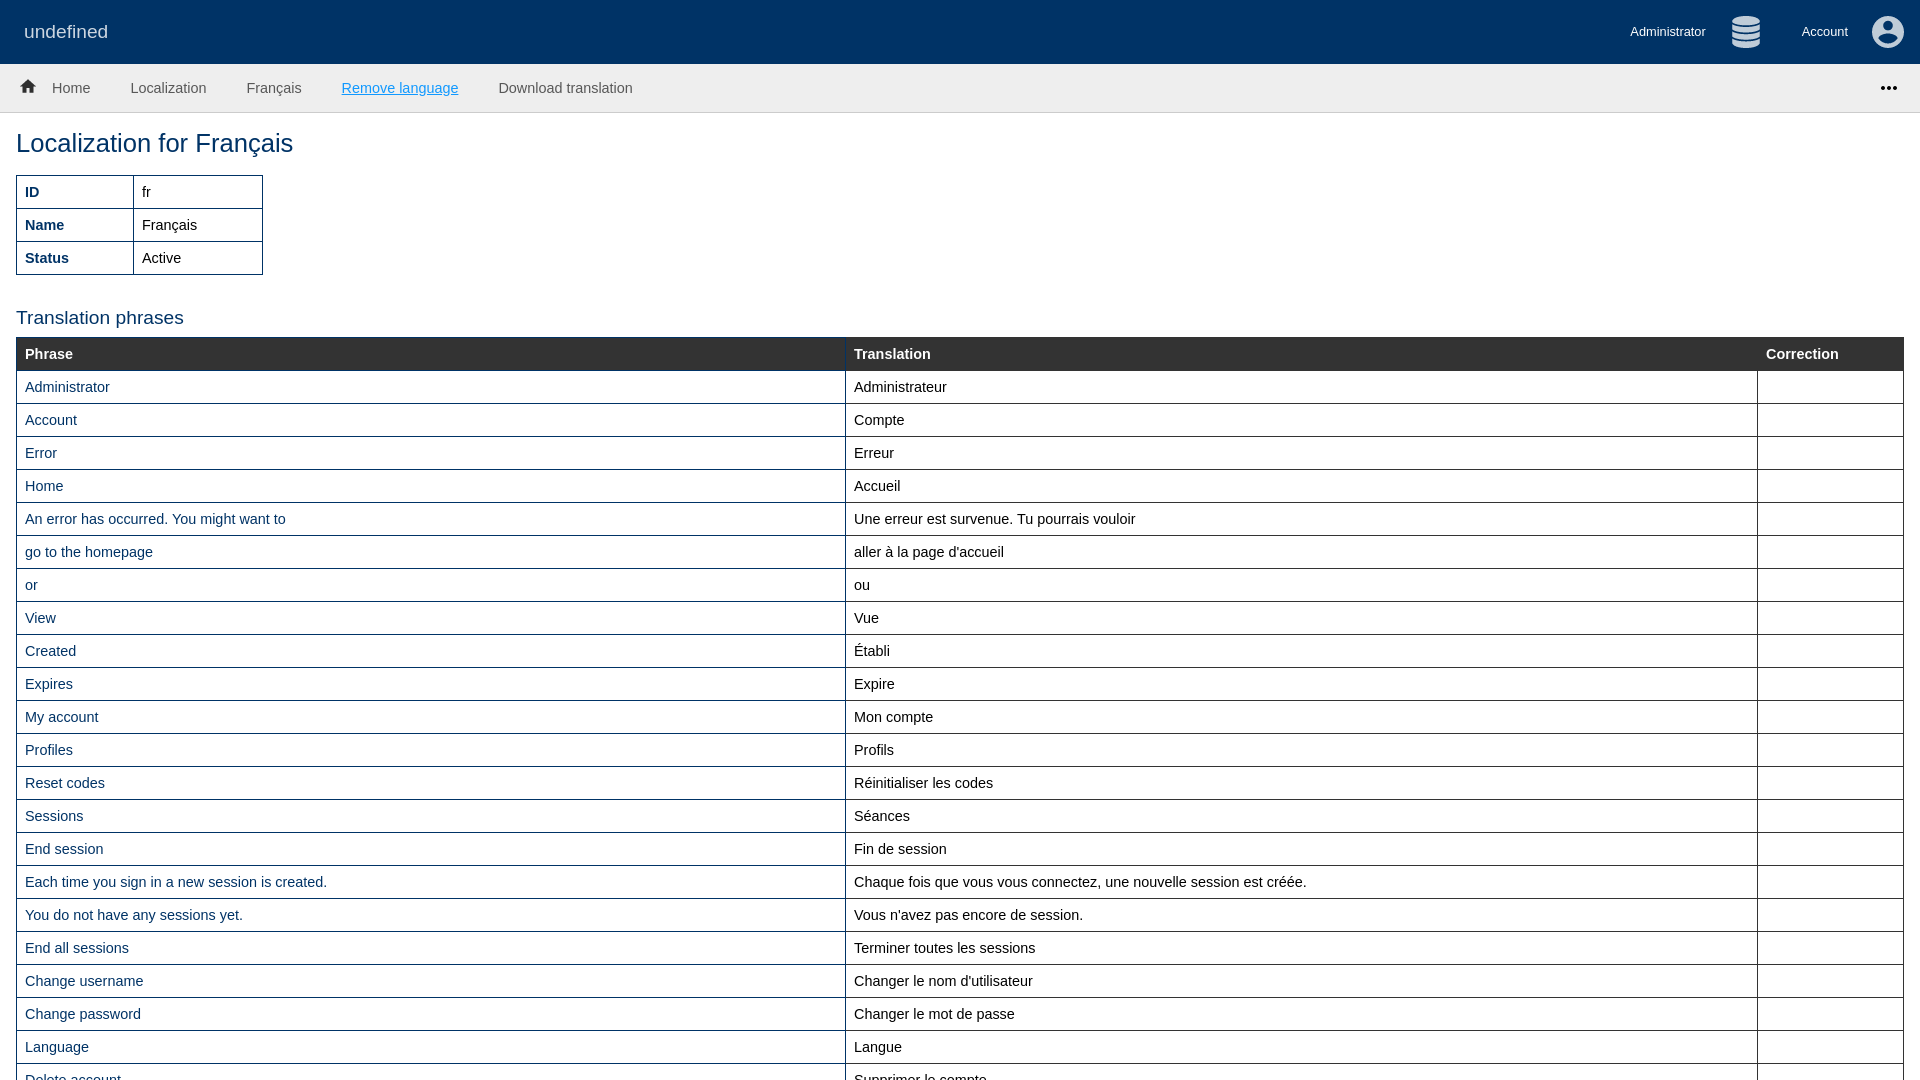 undefined
Administrator
Account
Home
Localization
Français
Remove language
Download translation
Localization for Français
ID fr
Name Français
Status Active
Translation phrases
Phrase Translation Correction
Administrator Administrateur
Account Compte
Error Erreur
Home Accueil
An error has occurred. You might want to Une erreur est survenue. Tu pourrais vouloir
go to the homepage aller à la page d'accueil
or ou
View Vue
Created Établi
Expires Expire
My account Mon compte
Profiles Profils
Reset codes Réinitialiser les codes
Sessions Séances
End session Fin de session
Each time you sign in a new session is created. Chaque fois que vous vous connectez, une nouvelle session est créée.
You do not have any sessions yet. Vous n'avez pas encore de session.
End all sessions Terminer toutes les sessions
Change username Changer le nom d'utilisateur
Change password Changer le mot de passe
Language Langue
Delete account Supprimer le compte